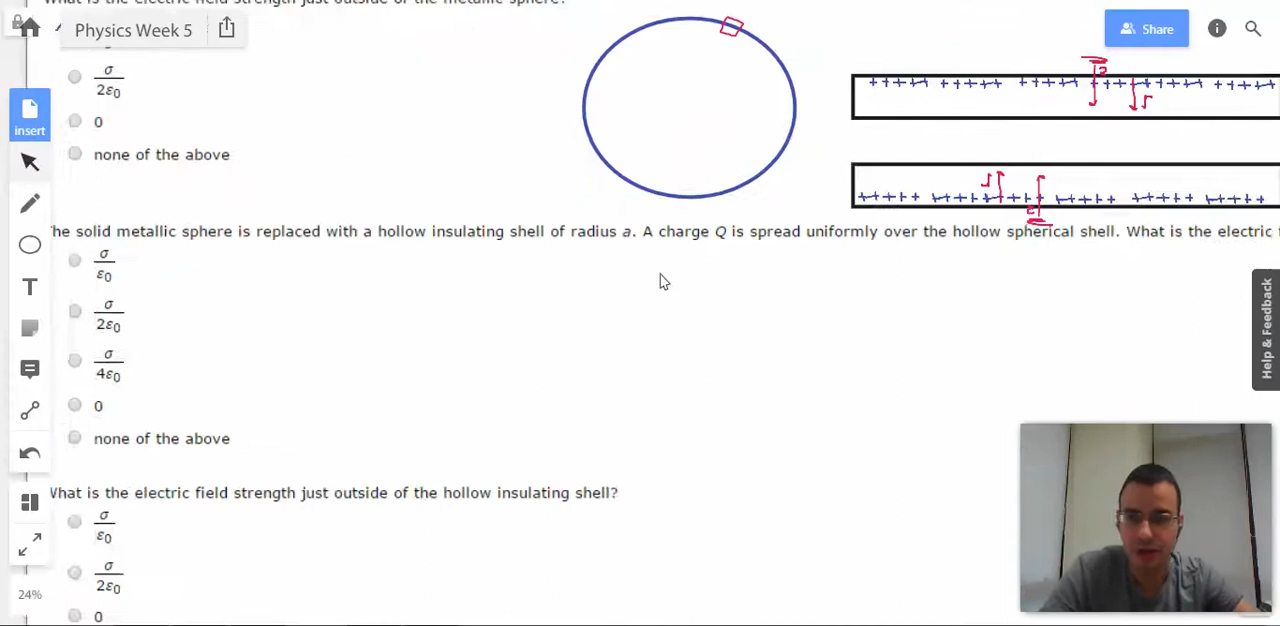 What is the electric field strength just outside of the metallic sphere?
Physics Week 5
Share
σ
2ε0
0
none of the above
insert
The solid metallic sphere is replaced with a hollow insulating shell of radius a. A charge Q is spread uniformly over the hollow spherical shell. What is the electric
σ
ε0
σ
2ε0
σ
4ε0
0
none of the above
Help & Feedback
What is the electric field strength just outside of the hollow insulating shell?
σ
ε0
σ
2ε0
0
24%